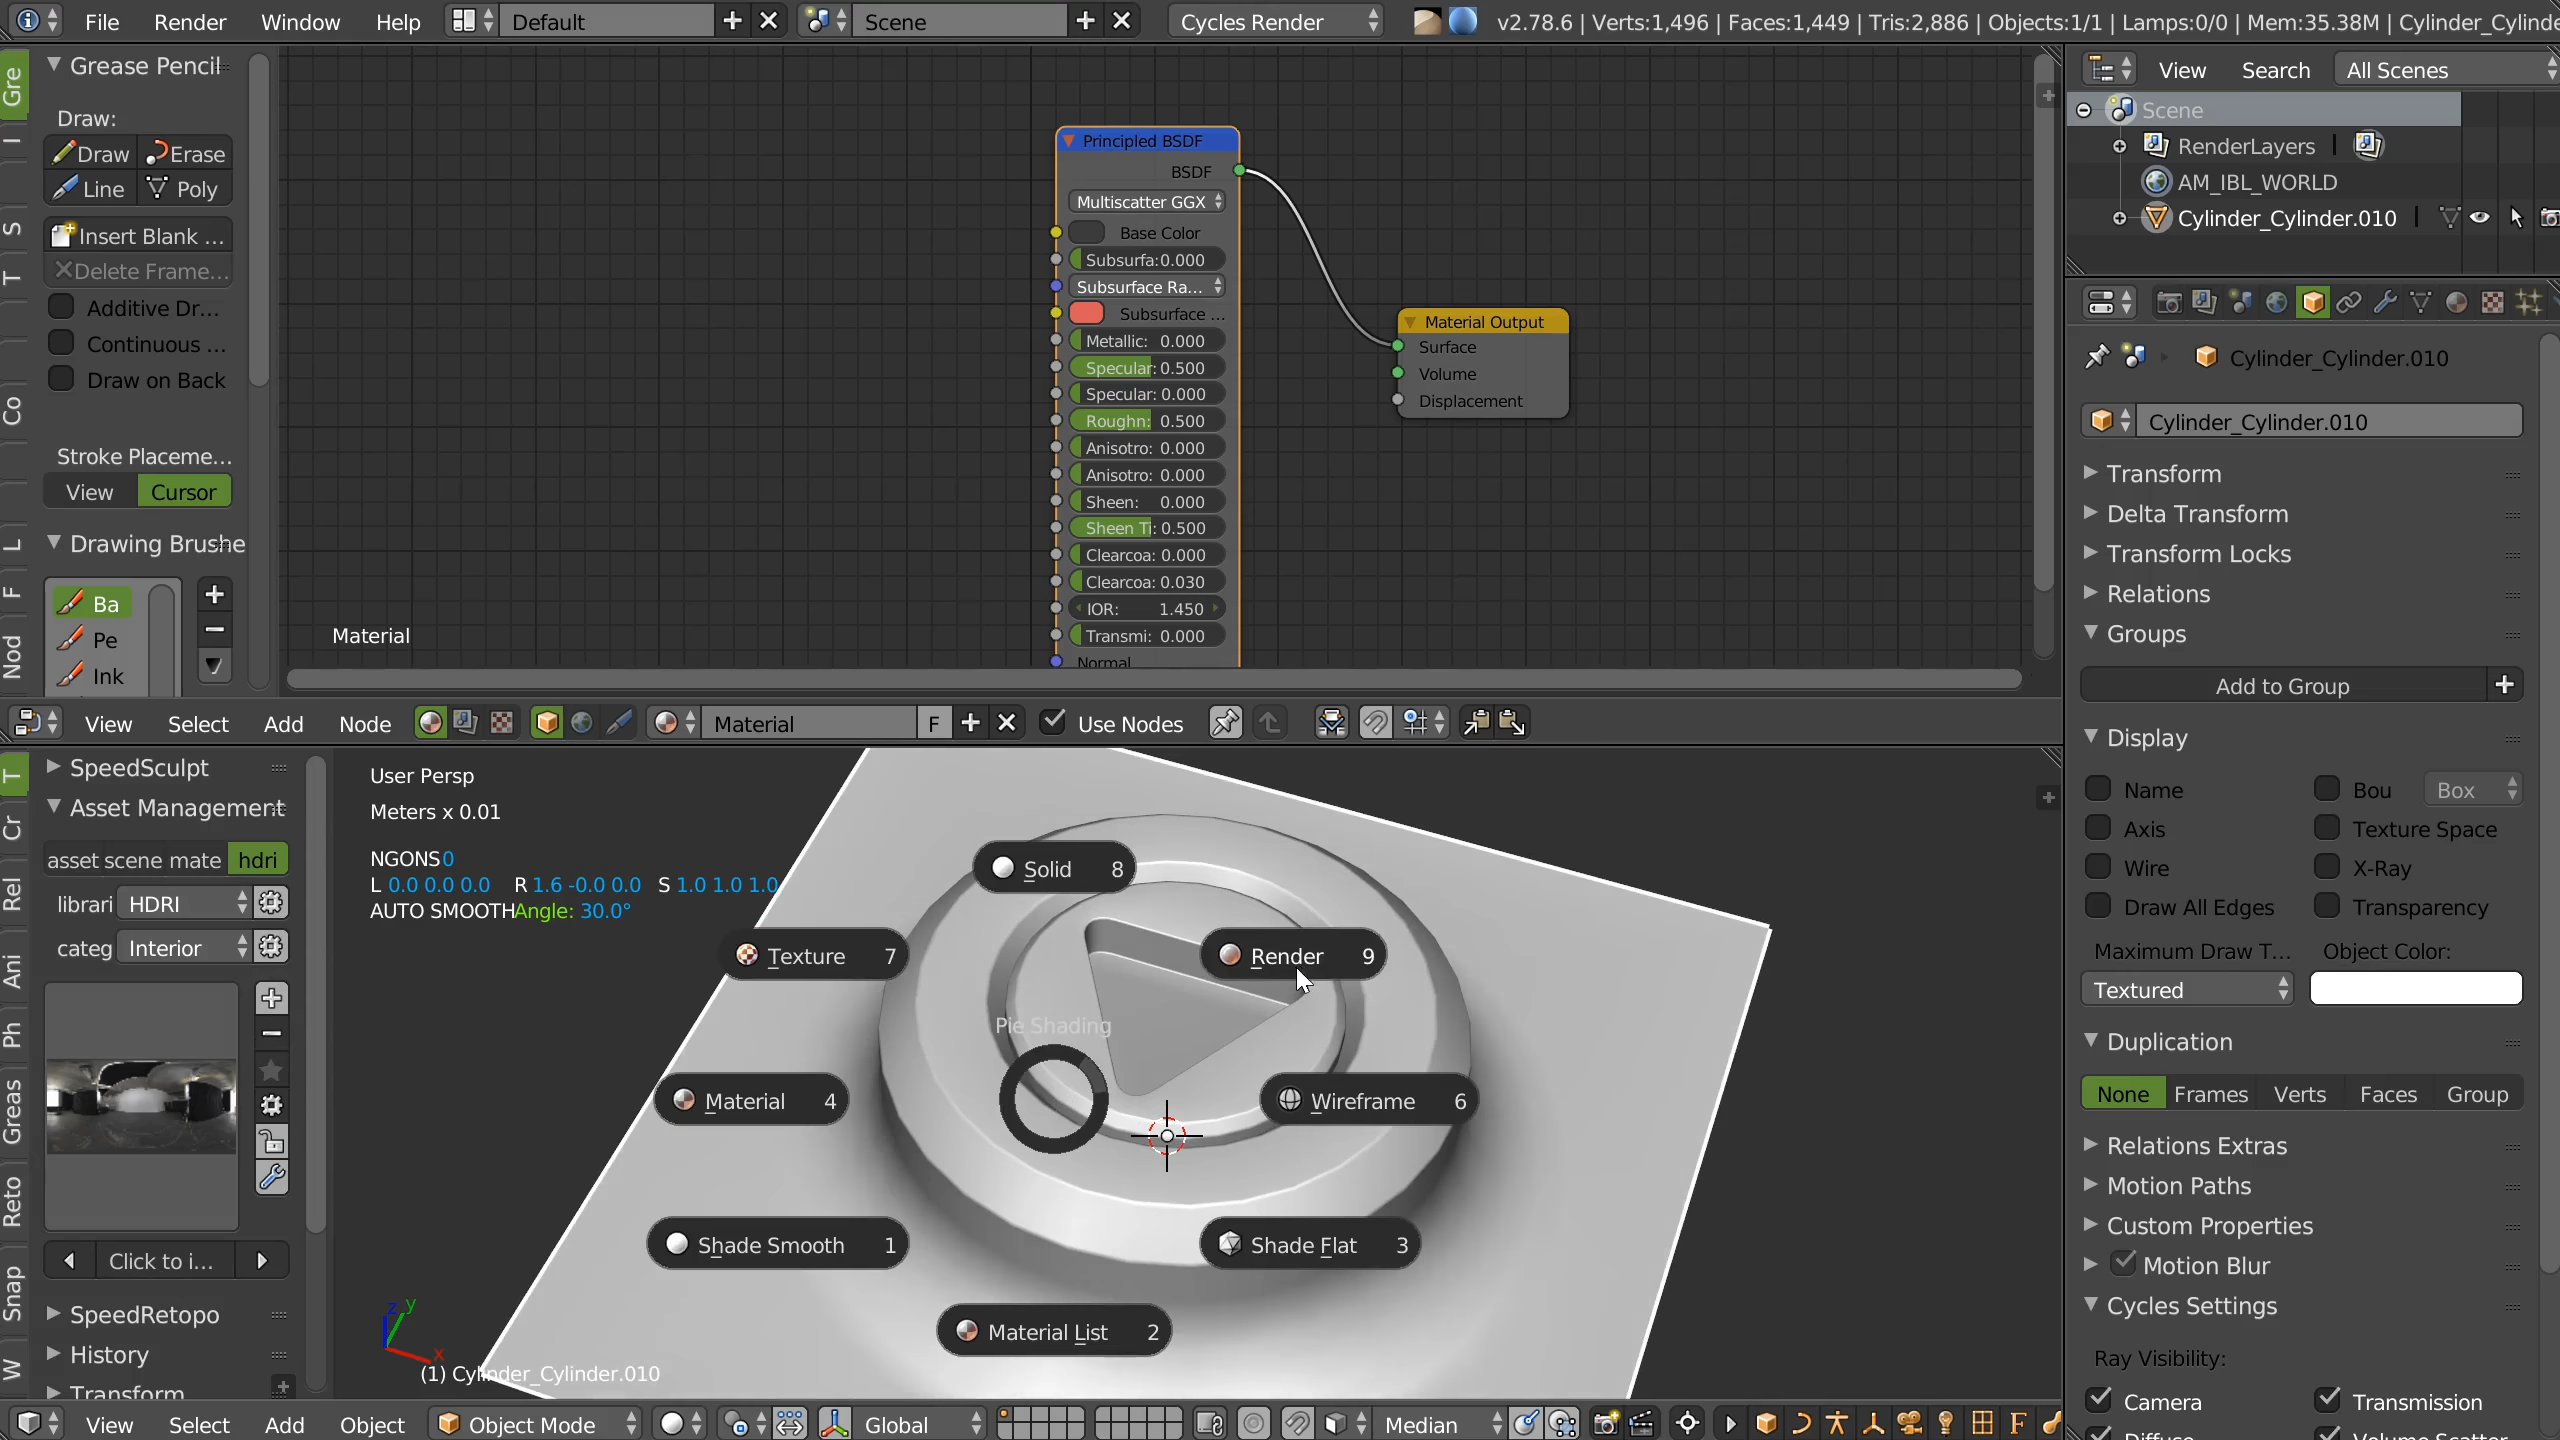 File Render Window Help Default Scene Cycles Render v2.78.6 | Verts:1,496 | Faces:1,449 | Tris:2,886 | Objects:1/1 | Lamps:0/0 | Mem:35.38M | Cylinder_Cylinde
Gre
I
S
T
Co
L
F
Nod
Grease Pencil
Draw:
Draw Erase
Line Poly
Insert Blank ...
Delete Frame...
Additive Dr...
Continuous ...
Draw on Back
Stroke Placeme...
View Cursor
Drawing Brushe
Ba
Pe
Ink
Principled BSDF
BSDF
Multiscatter GGX
Base Color
Subsurfa: 0.000
Subsurface Ra...
Subsurface ...
Metallic: 0.000
Specular: 0.500
Specular: 0.000
Roughn: 0.500
Anisotro: 0.000
Anisotro: 0.000
Sheen: 0.000
Sheen Ti: 0.500
Clearcoa: 0.000
Clearcoa: 0.030
IOR: 1.450
Transmi: 0.000
Normal
Material Output
Surface
Volume
Displacement
Material
View Select Add Node Material F Use Nodes
T
Cr
Rel
Ani
Ph
Greas
Reto
Snap
W
SpeedSculpt
Asset Management
asset scene mate hdri
librari HDRI
categ Interior
Click to i...
SpeedRetopo
History
Transform
User Persp
Meters x 0.01
NGONS 0
L 0.0 0.0 0.0 R 1.6 -0.0 0.0 S 1.0 1.0 1.0
AUTO SMOOTH Angle: 30.0°
Solid 8
Texture 7
Render 9
Pie Shading
Material 4
Wireframe 6
Shade Smooth 1
Shade Flat 3
Material List 2
z y
x
(1) Cylinder_Cylinder.010
View Select Add Object Object Mode Global Median F
View Search All Scenes
Scene
RenderLayers
AM_IBL_WORLD
Cylinder_Cylinder.010
Cylinder_Cylinder.010
Cylinder_Cylinder.010
Transform
Delta Transform
Transform Locks
Relations
Groups
Add to Group
Display
Name Bou Box
Axis Texture Space
Wire X-Ray
Draw All Edges Transparency
Maximum Draw T... Object Color:
Textured
Duplication
None Frames Verts Faces Group
Relations Extras
Motion Paths
Custom Properties
Motion Blur
Cycles Settings
Ray Visibility:
Camera Transmission
Diffuse Volume Scatter